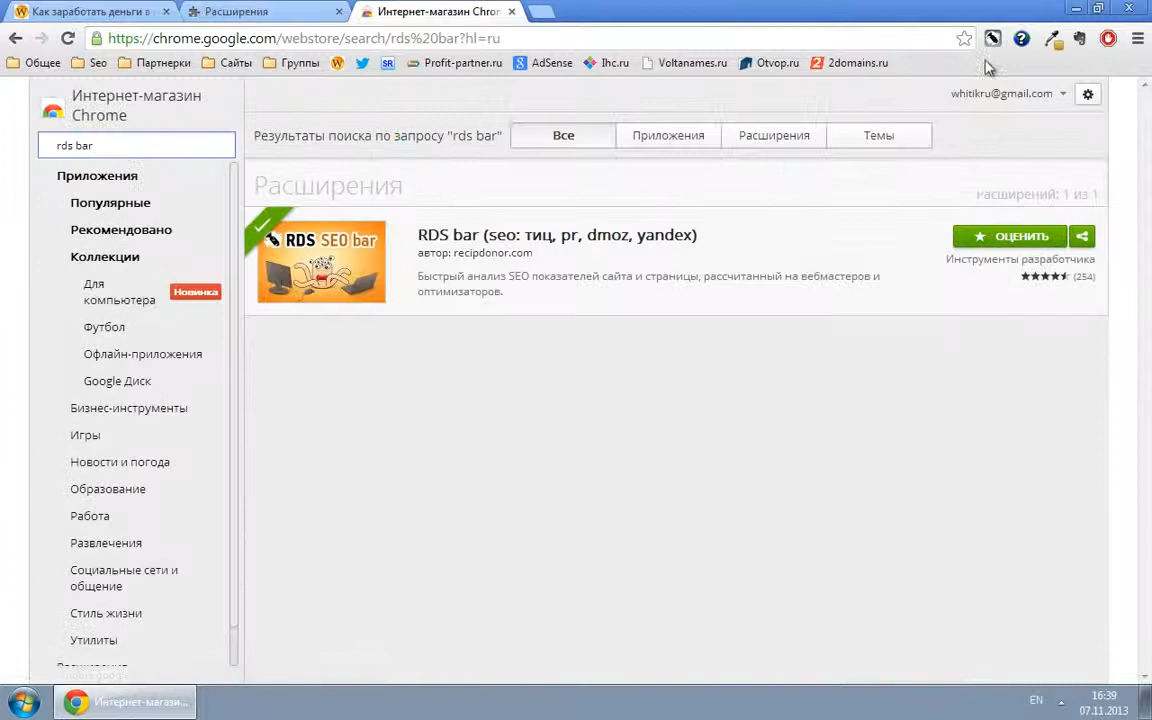 Как заработать деньги в
Расширения
Интернет-магазин Chron
https://chrome.google.com/webstore/search/rds%20bar?hl=ru
Общее
Seo
Партнерки
Сайты
Группы
SR
Profit-partner.ru
AdSense
Ihc.ru
Voltanames.ru
Otvop.ru
2domains.ru
Интернет-магазин
Chrome
whitikru@gmail.com
rds bar
Результаты поиска по запросу "rds bar"
Все
Приложения
Расширения
Темы
Приложения
Популярные
Рекомендовано
Коллекции
Для
компьютера
Новинка
Футбол
Офлайн-приложения
Google Диск
Бизнес-инструменты
Игры
Новости и погода
Образование
Работа
Развлечения
Социальные сети и
общение
Стиль жизни
Утилиты
Расширения
Расширений: 1 из 1
RDS SEO bar
RDS bar (seo: тиц, pr, dmoz, yandex)
автор: recipdonor.com
Быстрый анализ SEO показателей сайта и страницы, рассчитанный на вебмастеров и
оптимизаторов.
ОЦЕНИТЬ
Инструменты разработчика
(254)
Интернет-магази...
EN
16:39
07.11.2013